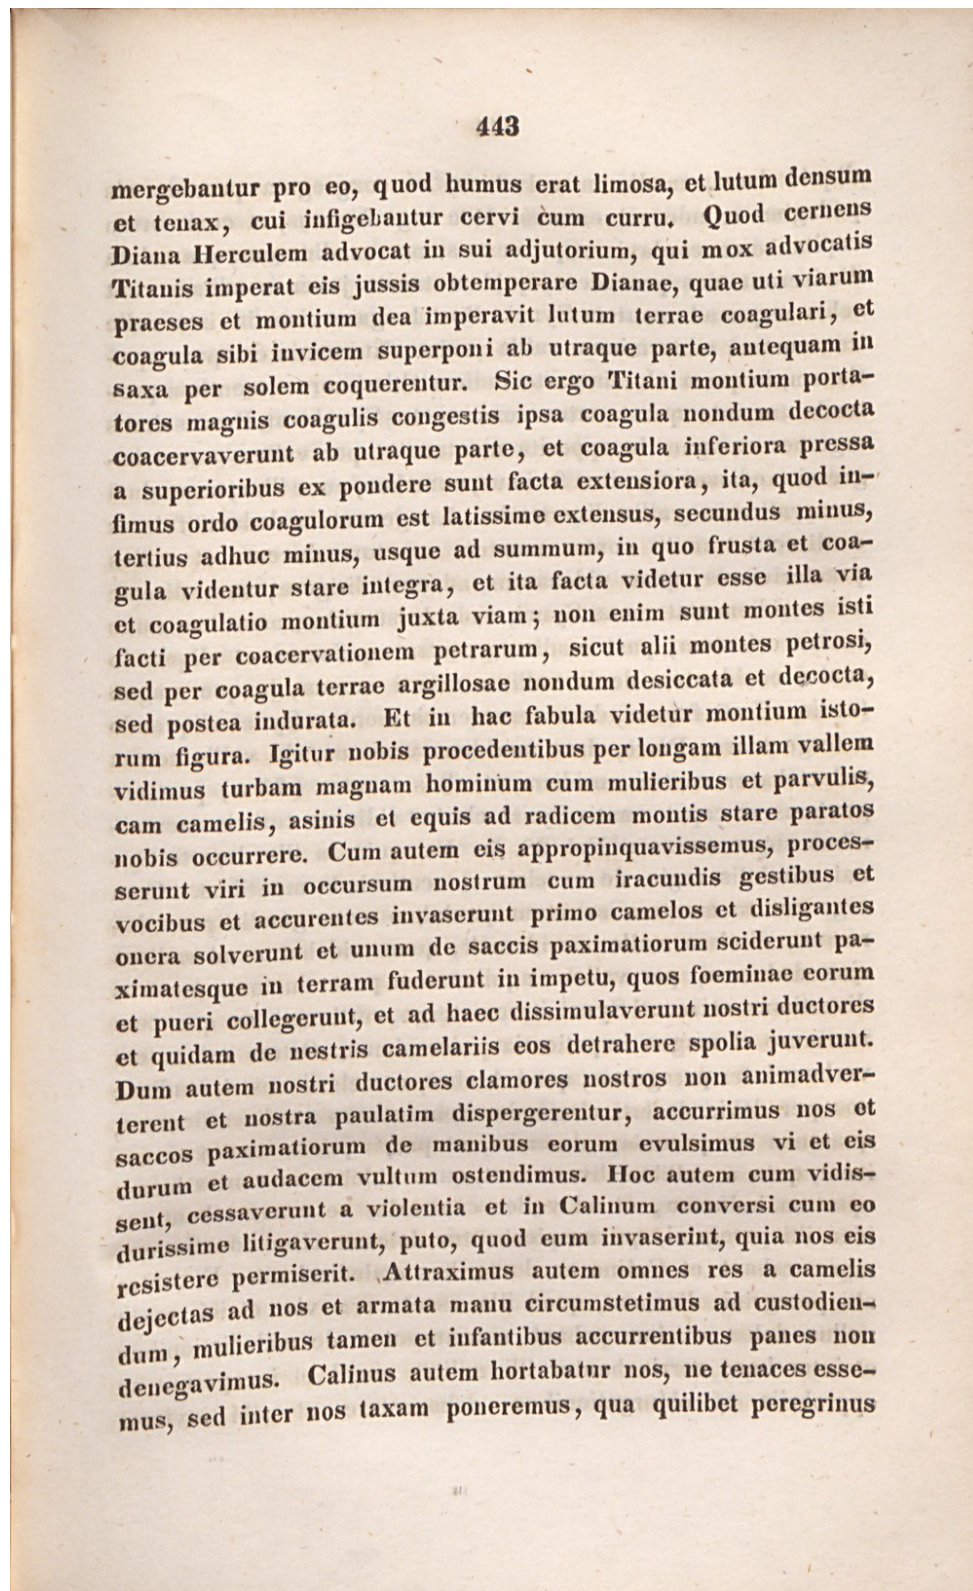 443
mergebantur pro eo, quod humus erat limosa, et lutum densum
et tenax, cui infigebantur cervi cum curru. Quod cernens
Diana Herculem advocat in sui adjutorium, qui mox advocatis
Titanis imperat eis jussis obtemperare Dianae, quae uti viarum
praeses et montium dea imperavit lutum terrae coagulari, et
coagula sibi invicem superponi ab utraque parte, antequam in
saxa per solem coquerentur. Sic ergo Titani montium porta-
tores magnis coagulis congestis ipsa coagula nondum decocta
coacervaverunt ab utraque parte, et coagula inferiora pressa
a superioribus ex pondere sunt facta extensiora, ita, quod in-
fimus ordo coagulorum est latissime extensus, secundus minus,
tertius adhuc minus, usque ad summum, in quo frusta et coa-
gula videntur stare integra, et ita facta videtur esse illa via
et coagulatio montium juxta viam; non enim sunt montes isti
facti per coacervationem petrarum, sicut alii montes petrosi,
sed per coagula terrae argillosae nondum desiccata et decocta,
sed postea indurata. Et in hac fabula videtur montium isto-
rum figura. Igitur nobis procedentibus per longam illam vallem
vidimus turbam magnam hominum cum mulieribus et parvulis,
cam camelis, asinis et equis ad radicem montis stare paratos
nobis occurrere. Cum autem eis appropinquavissemus, proces-
serunt viri in occursum nostrum cum iracundis gestibus et
vocibus et accurentes invaserunt primo camelos et disligantes
onera solverunt et unum de saccis paximatiorum sciderunt pa-
ximatesque in terram fuderunt in impetu, quos foeminae eorum
et pueri collegerunt, et ad haec dissimulaverunt nostri ductores
et quidam de nestris camelariis eos detrahere spolia juverunt.
Dum autem nostri ductores clamores nostros non animadver-
terent et nostra paulatim dispergerentur, accurrimus nos et
saccos paximatiorum de manibus eorum evulsimus vi et eis
durum et audacem vultum ostendimus. Hoc autem cum vidis-
sent, cessaverunt a violentia et in Calinum conversi cum eo
durissime litigaverunt, puto, quod eum invaserint, quia nos eis
resistere permiserit. Attraximus autem omnes res a camelis
dejectas ad nos et armata manu circumstetimus ad custodien-
dum, mulieribus tamen et infantibus accurrentibus panes non
denegavimus. Calinus autem hortabatur nos, ne tenaces esse-
mus, sed inter nos taxam poneremus, qua quilibet peregrinus